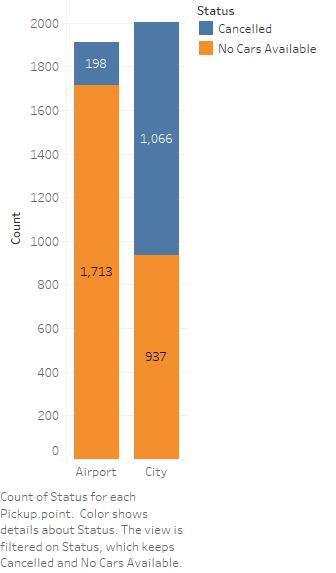 Status
Cancelled
No Cars Available
2000
1800
1600
1400
1200
1000
800
600
400
200
0
Count
198
1,713
1,066
937
Airport
City
Count of Status for each
Pickup.point. Color shows
details about Status. The view is
filtered on Status, which keeps
Cancelled and No Cars Available.